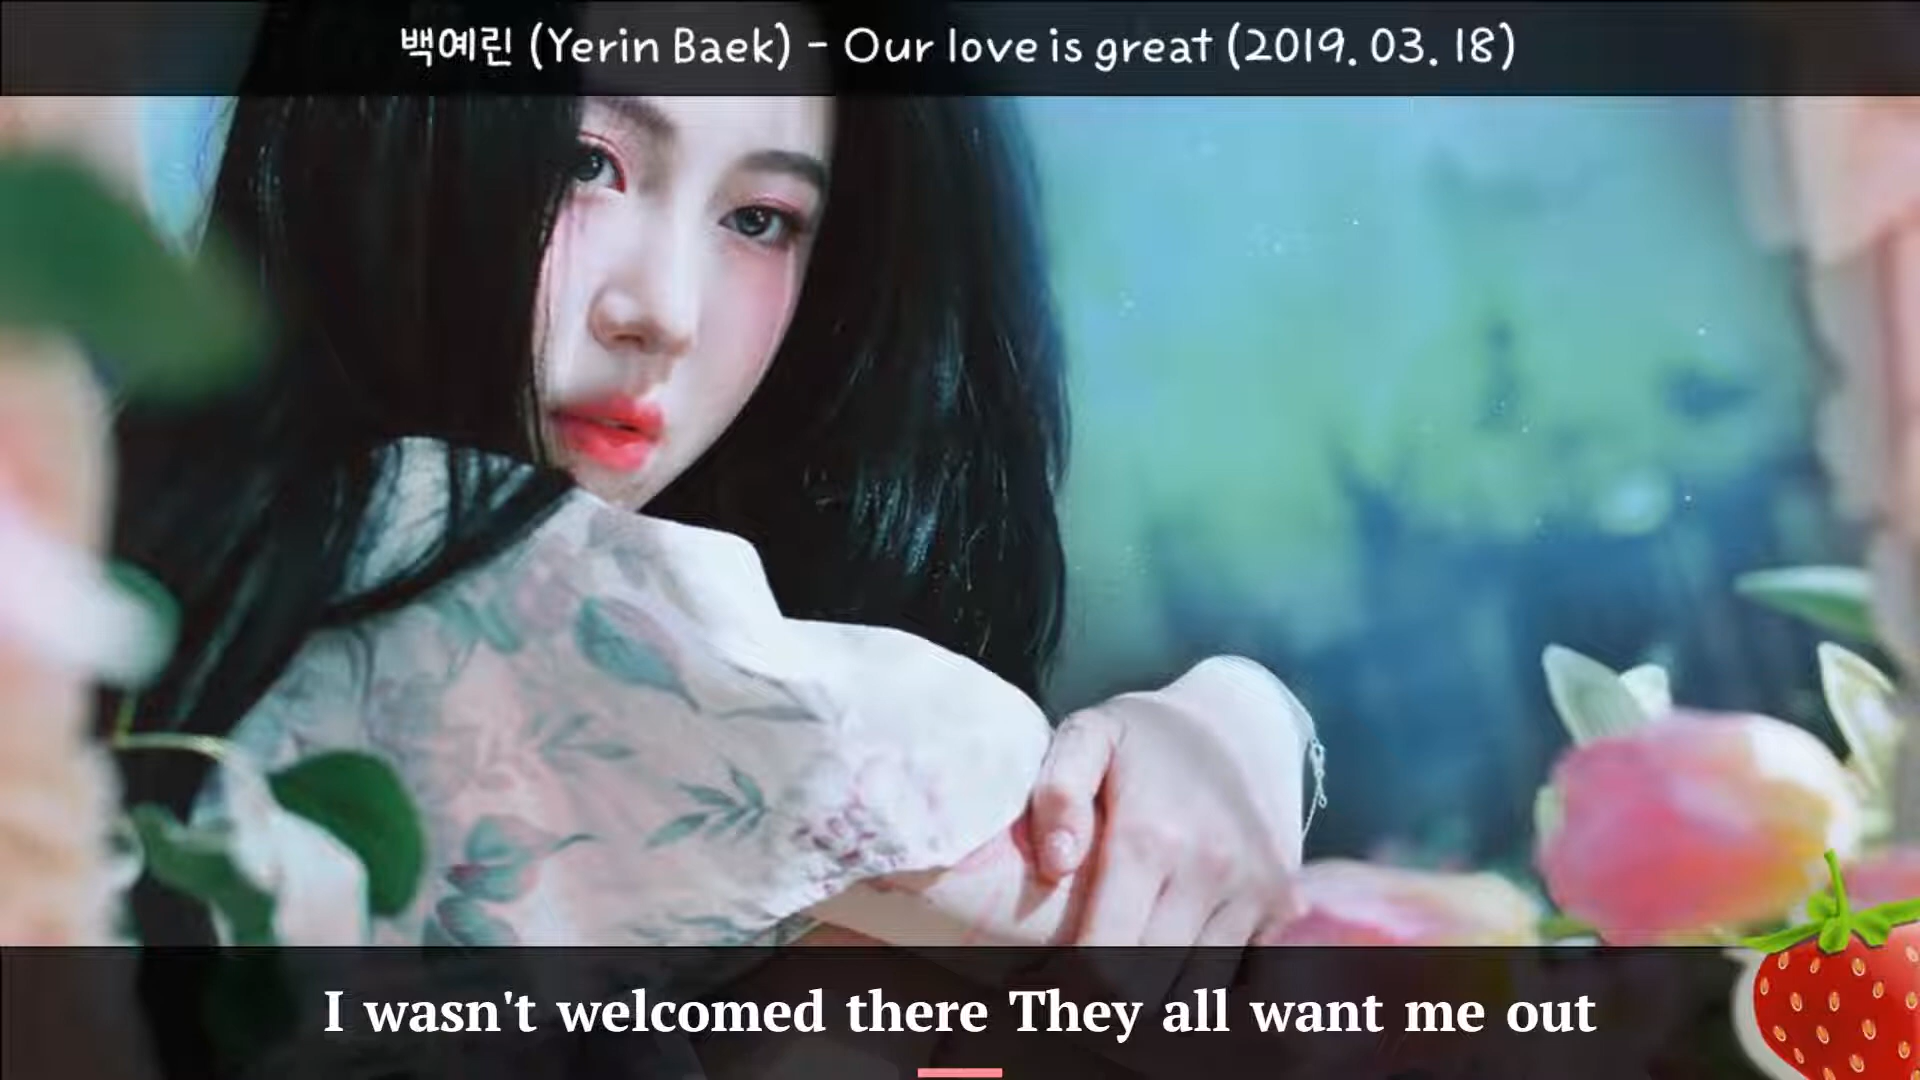 백예린 (Yerin Baek) - Our love is great (2019. 03. 18)
I wasn't welcomed there They all want me out